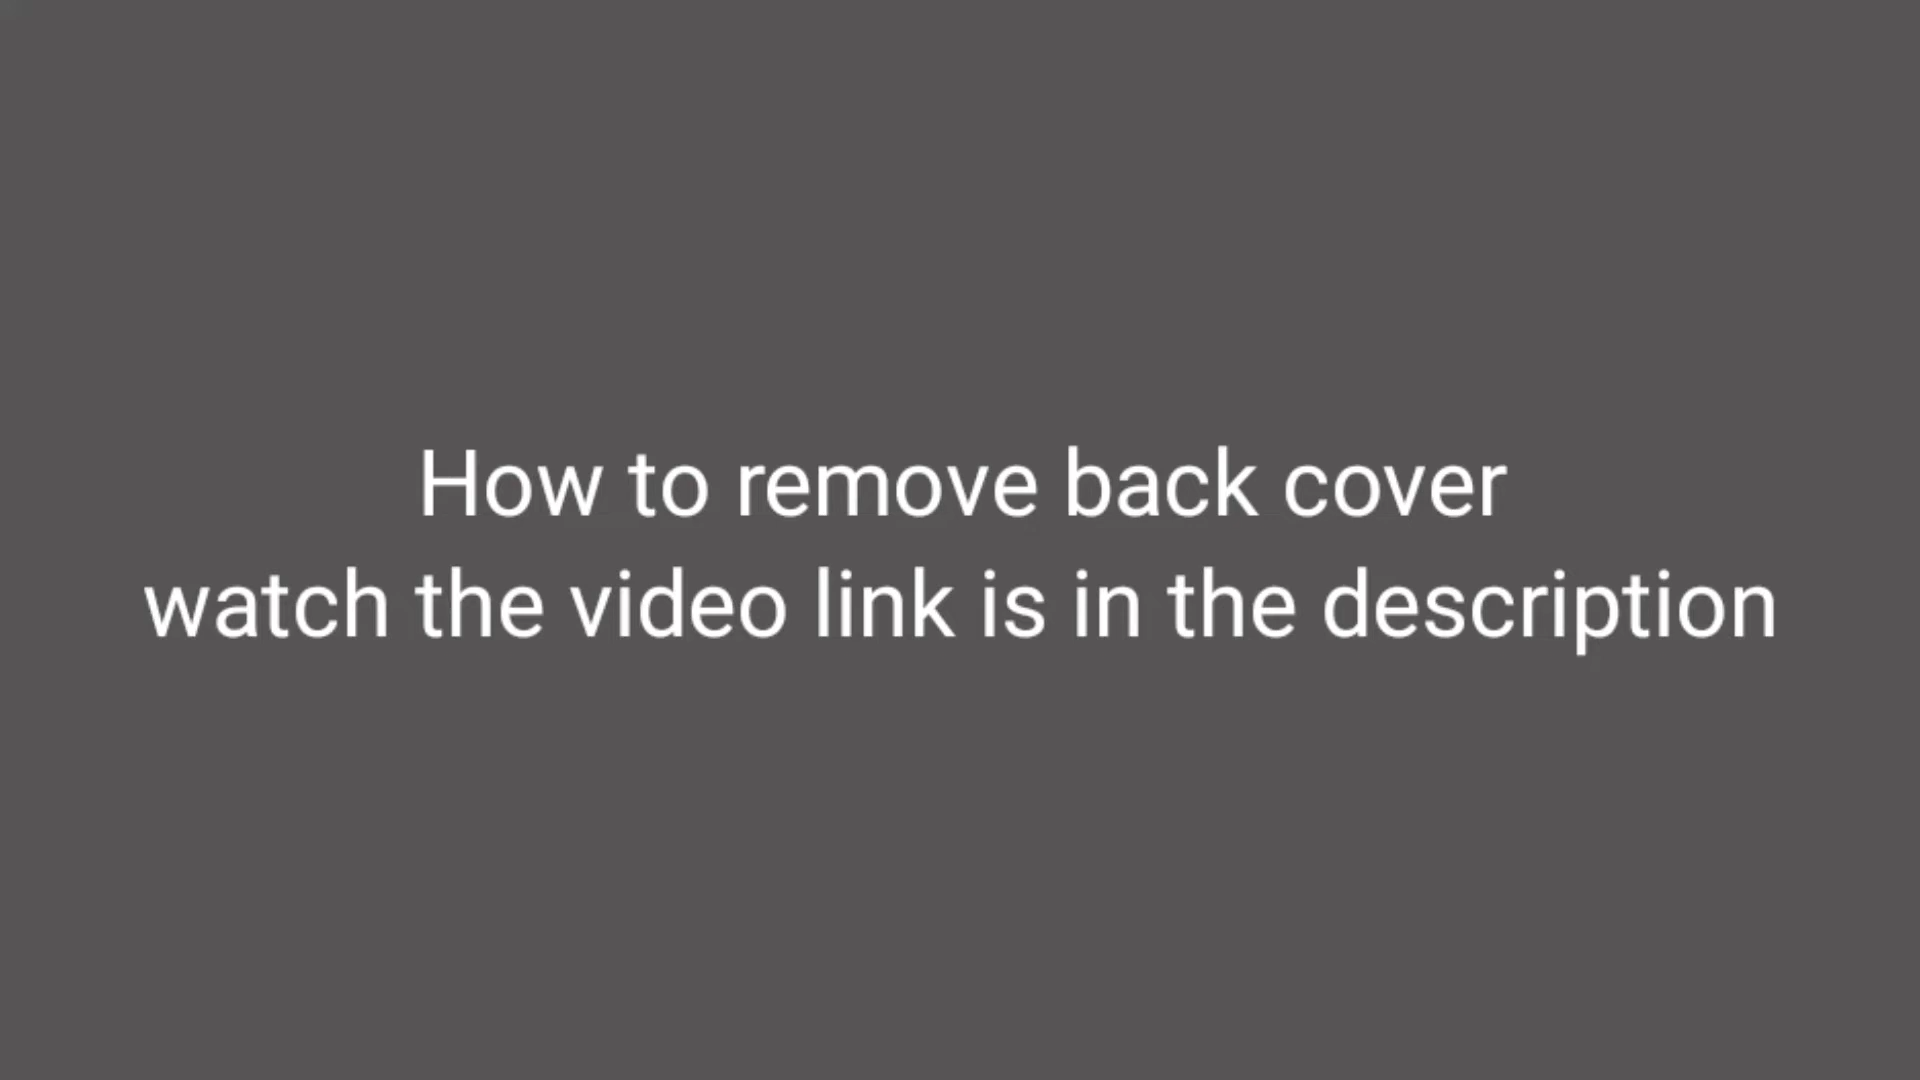 How to remove back cover
watch the video link is in the description